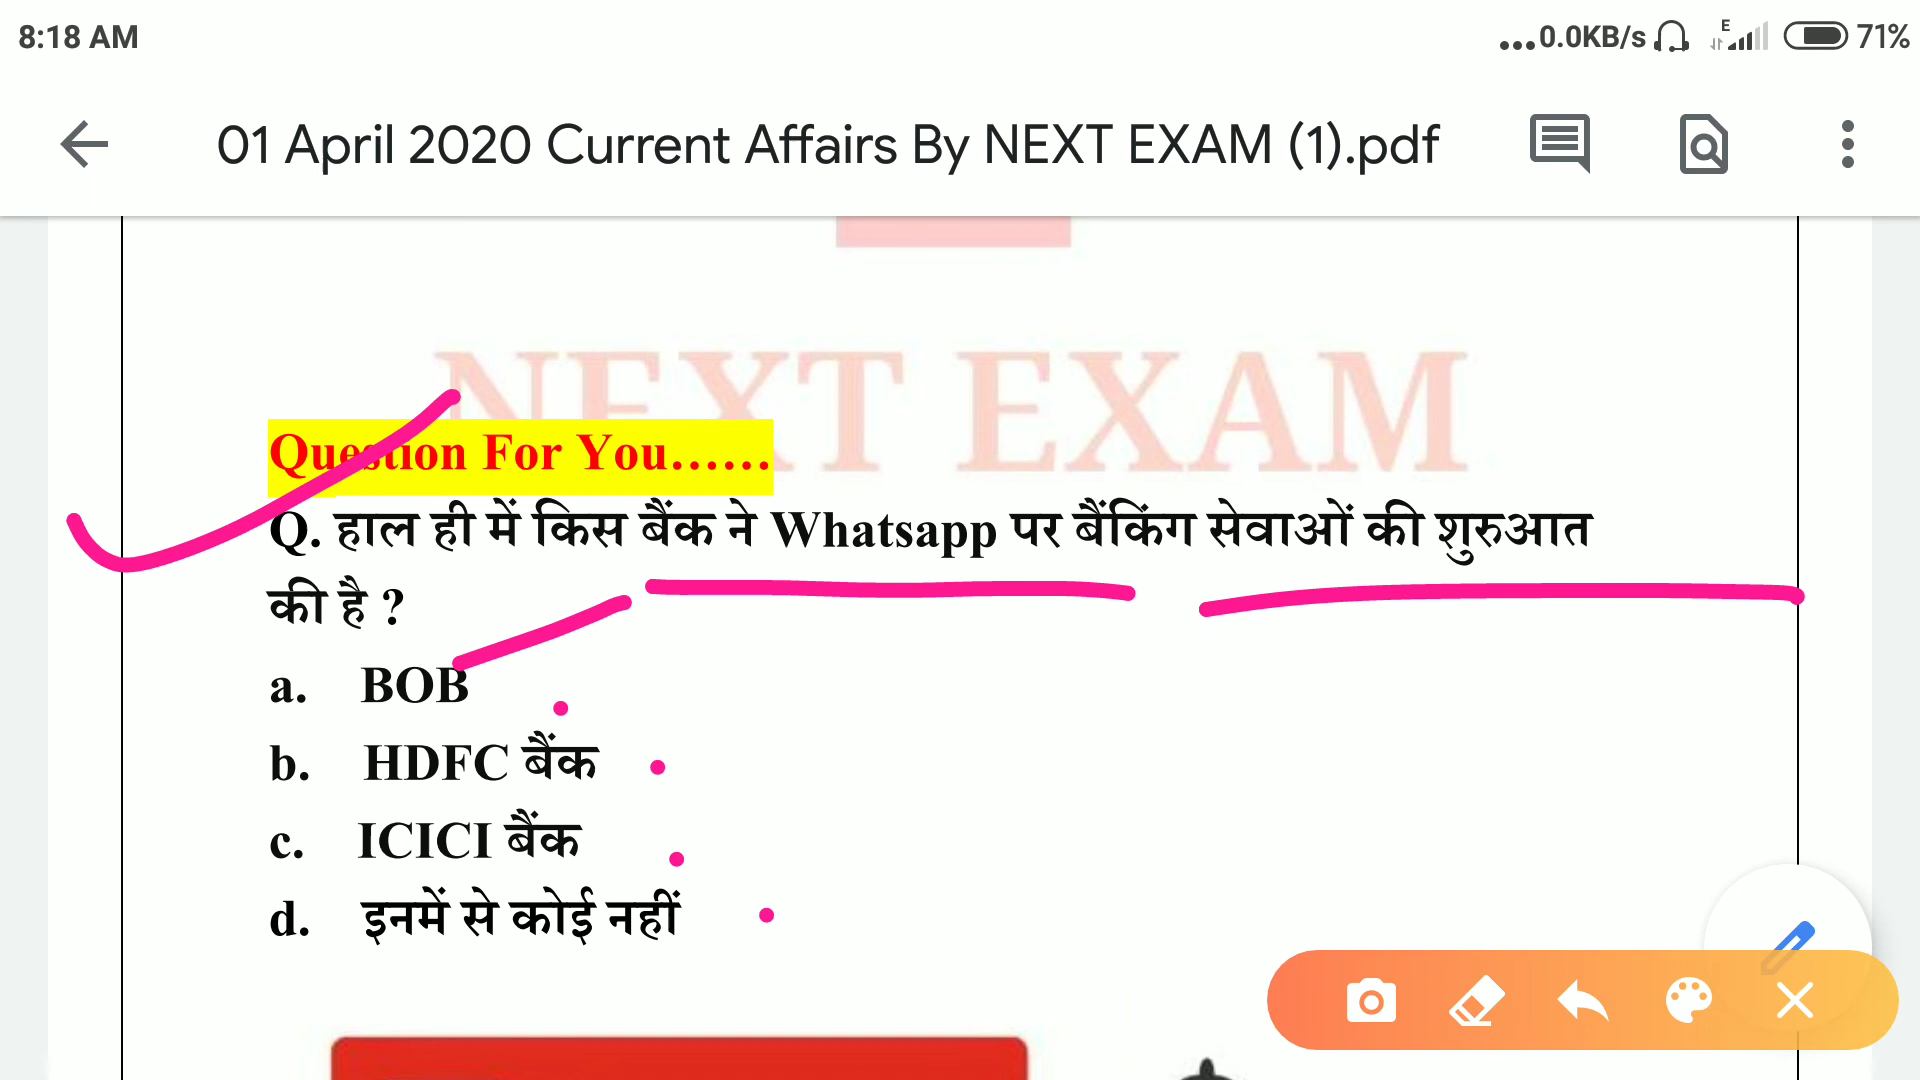 8:18 AM
...0.0KB/s E 71%
01 April 2020 Current Affairs By NEXT EXAM (1).pdf
NEXT EXAM
Question For You......
Q. हाल ही में किस बैंक ने Whatsapp पर बैंकिंग सेवाओं की शुरुआत
की है ?
a. BOB
b. HDFC बैंक
c. ICICI बैंक
d. इनमें से कोई नहीं